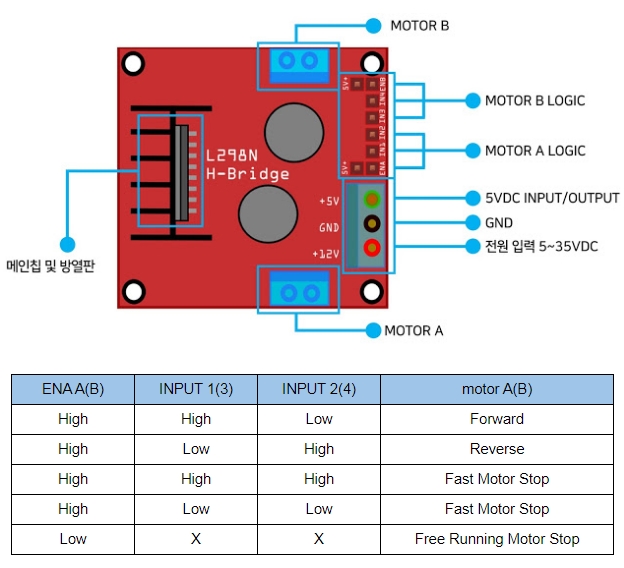 MOTOR B
5V+
ENB
IN4
IN3
IN2
IN1
ENA
5V+
MOTOR B LOGIC
MOTOR A LOGIC
L298N
H-Bridge
+5V
GND
+12V
5VDC INPUT/OUTPUT
GND
전원 입력 5~35VDC
메인칩 및 방열판
MOTOR A
ENA A(B) INPUT 1(3) INPUT 2(4) motor A(B)
High High Low Forward
High Low High Reverse
High High High Fast Motor Stop
High Low Low Fast Motor Stop
Low X X Free Running Motor Stop